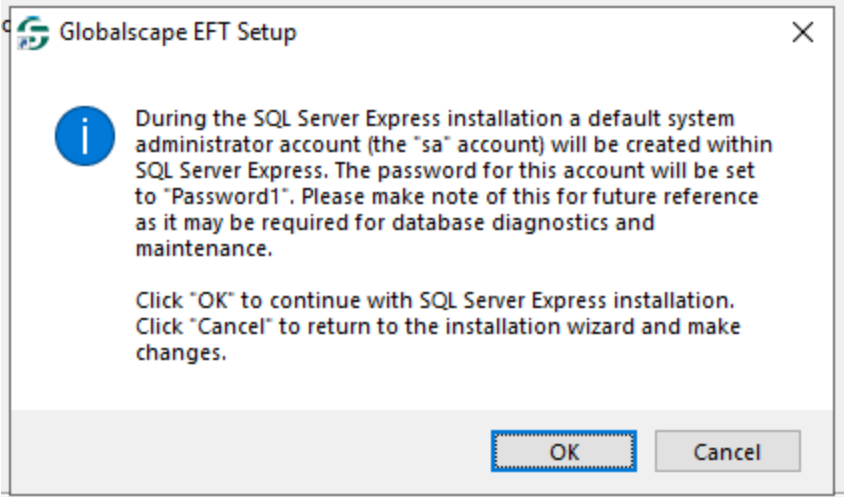 Globalscape EFT Setup
During the SQL Server Express installation a default system
administrator account (the "sa" account) will be created within
SQL Server Express. The password for this account will be set
to "Password1". Please make note of this for future reference
as it may be required for database diagnostics and
maintenance.
Click "OK" to continue with SQL Server Express installation.
Click "Cancel" to return to the installation wizard and make
changes.
OK
Cancel